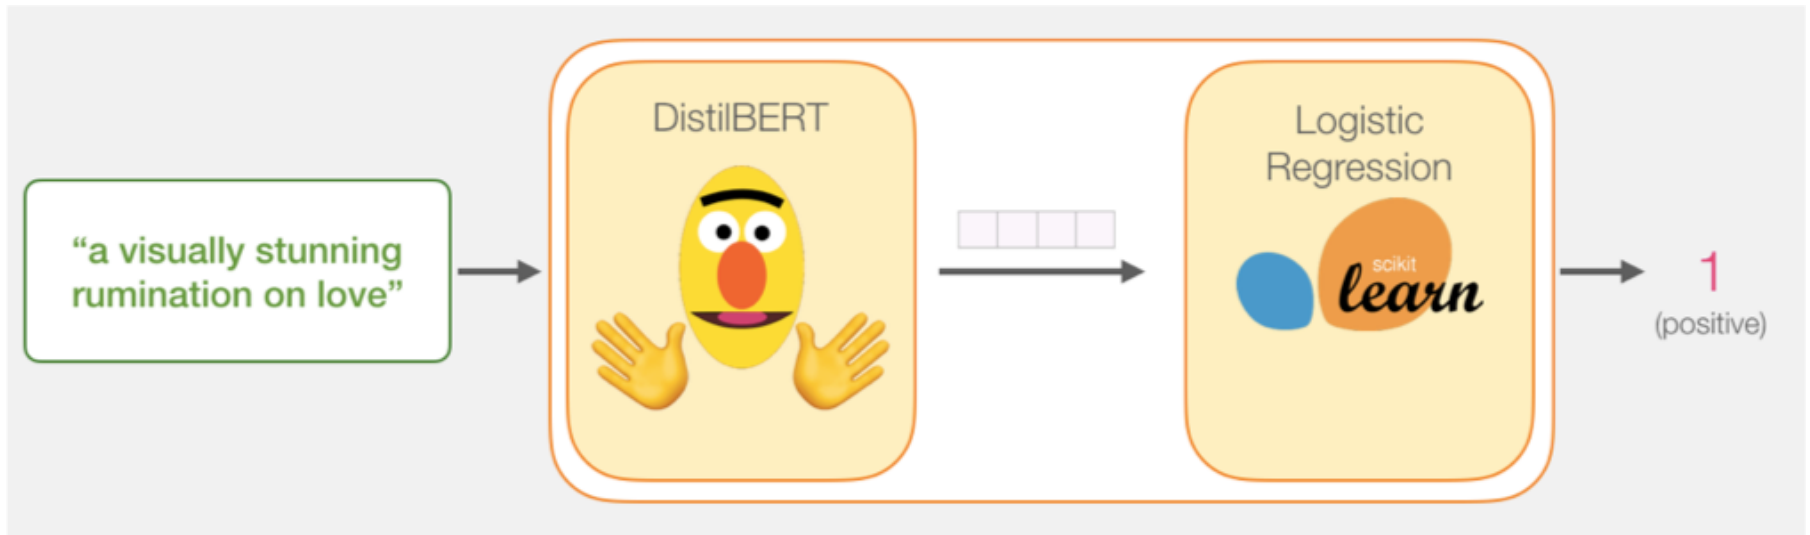 “a visually stunning
rumination on love”
DistilBERT
Logistic
Regression
scikit
learn
1
(positive)